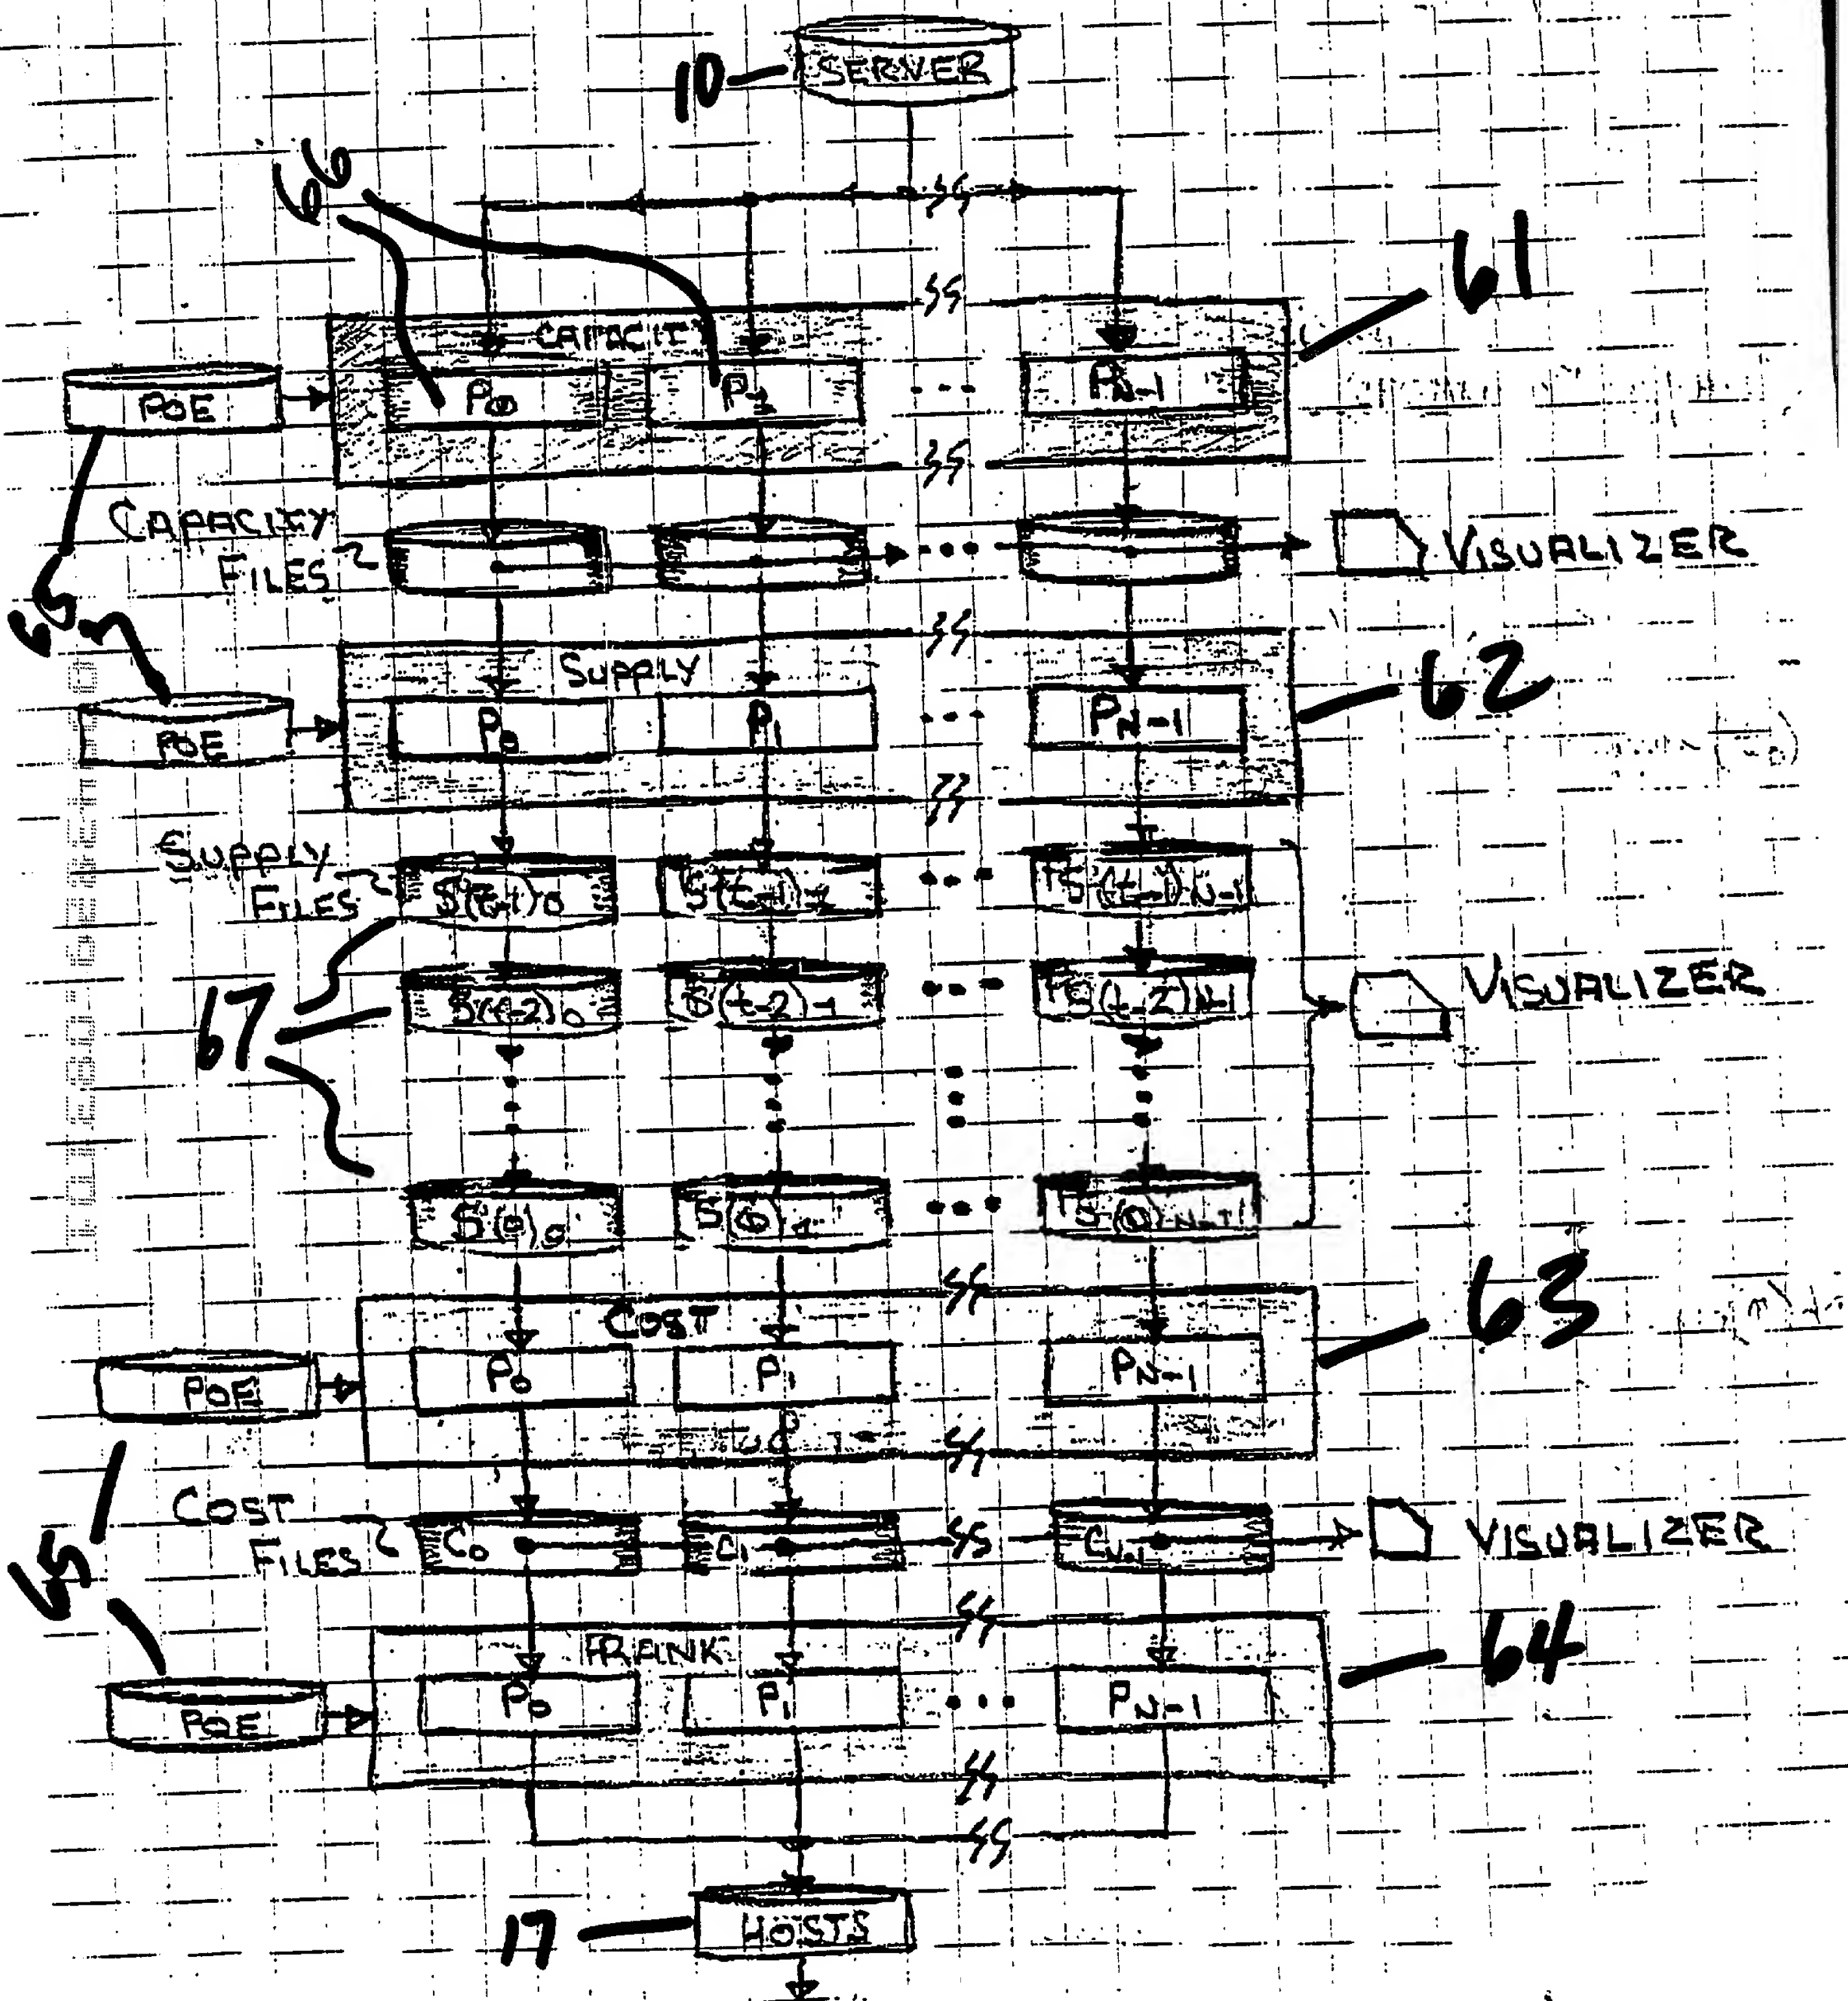 10 SERVER
66
61
CAPACITY
POE P0 P1 ... PN-1
CAPACITY
FILES
VISUALIZER
65
62
SUPPLY
POE P0 P1 ... PN-1
SUPPLY
FILES S(t-1)0 S(t-1)1 ... S(t-1)N-1
67 S(t-2)0 S(t-2)1 ... S(t-2)N-1
VISUALIZER
S(0)0 S(0)1 ... S(0)N-1
63
COST
POE P0 P1 PN-1
COST
FILES C0 C1 CN-1 VISUALIZER
65
64
RANK
POE P0 P1 ... PN-1
17 HOSTS